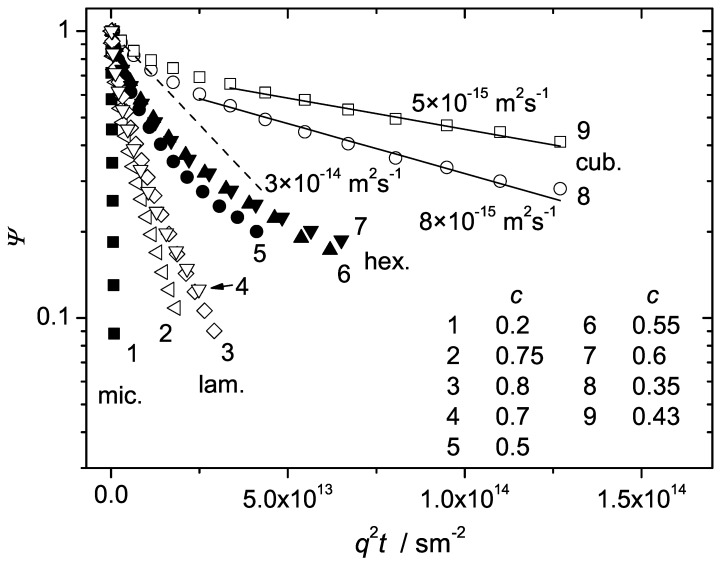 1
5×10⁻¹⁵ m²s⁻¹
9
cub.
3×10⁻¹⁴ m²s⁻¹
8
8×10⁻¹⁵ m²s⁻¹
Ψ
7
5
hex.
6
4
0.1
c c
1 0.2 6 0.55
2 0.75 7 0.6
3 0.8 8 0.35
4 0.7 9 0.43
5 0.5
1 2 3
mic. lam.
0.0 5.0x10¹³ 1.0x10¹⁴ 1.5x10¹⁴
q²t / sm⁻²